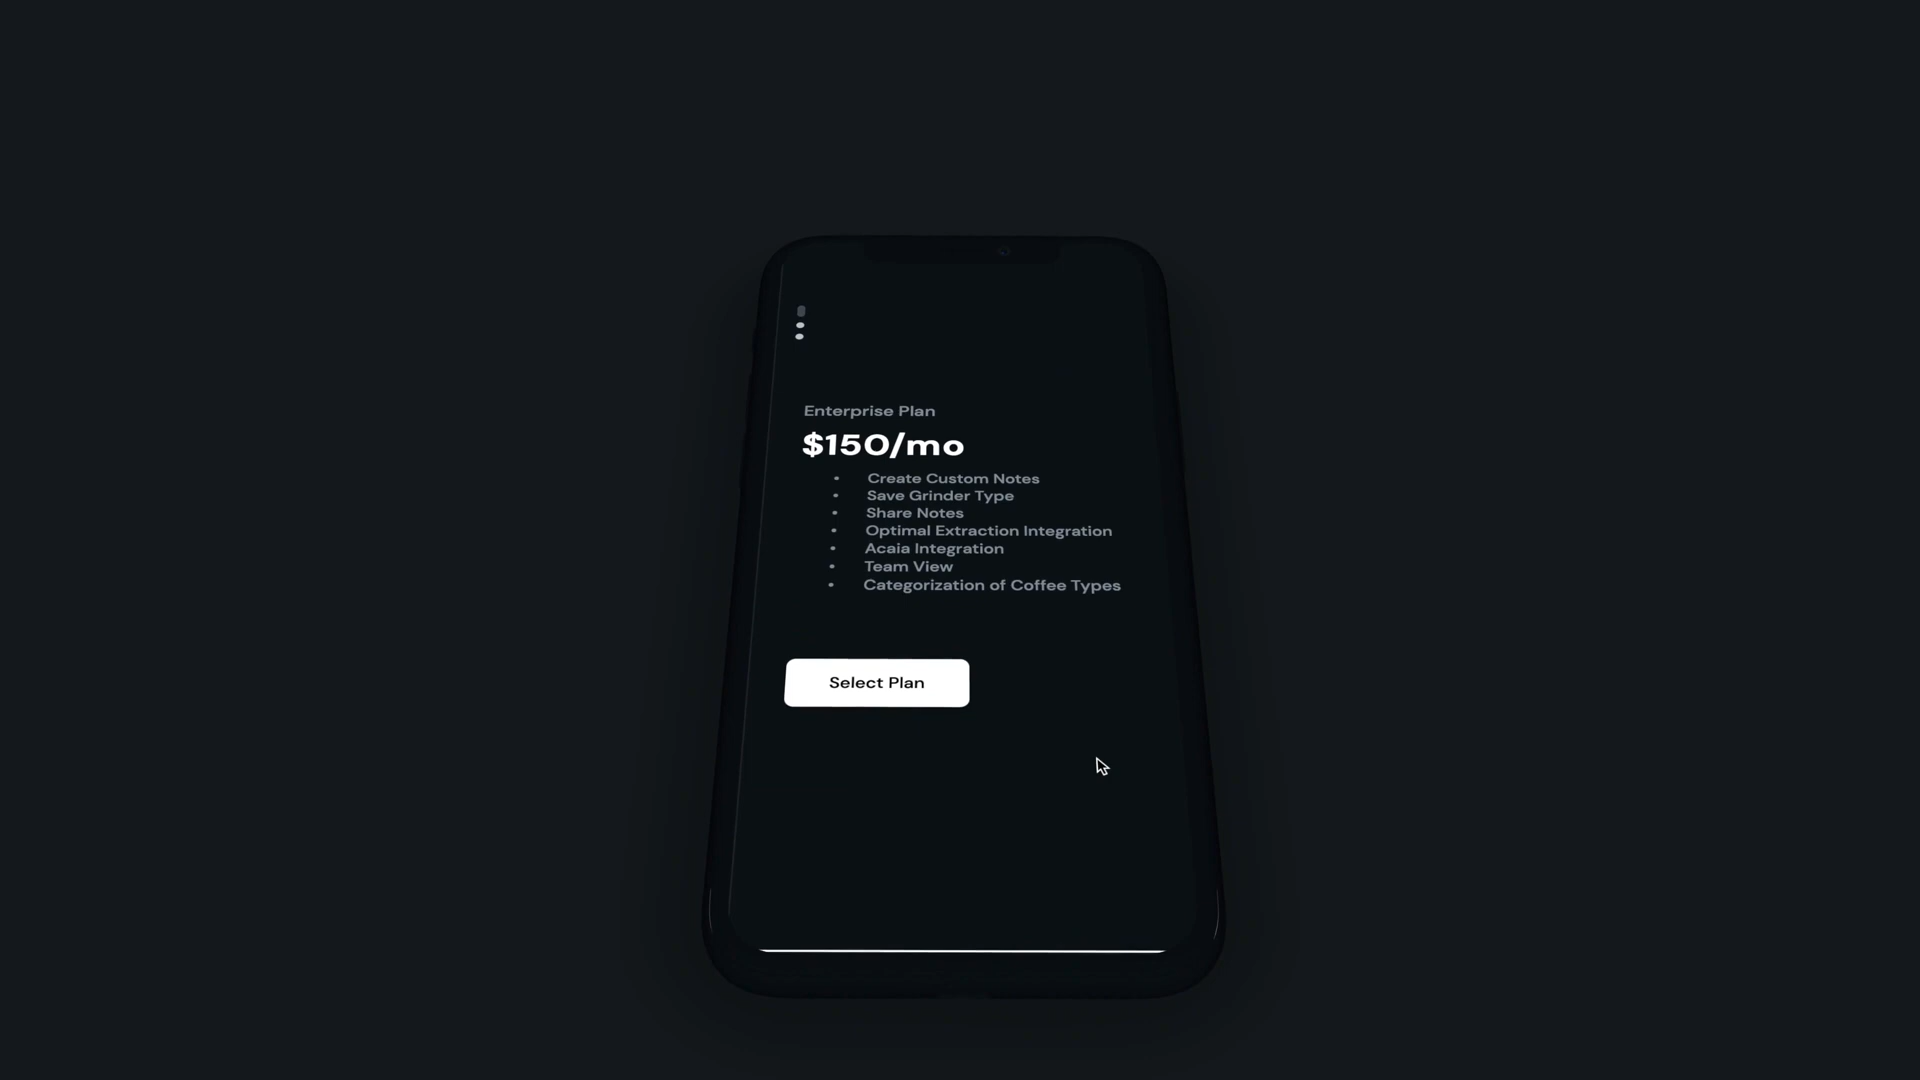 Enterprise Plan
$150/mo
• Create Custom Notes
• Save Grinder Type
• Share Notes
• Optimal Extraction Integration
• Acaia Integration
• Team View
• Categorization of Coffee Types
Select Plan